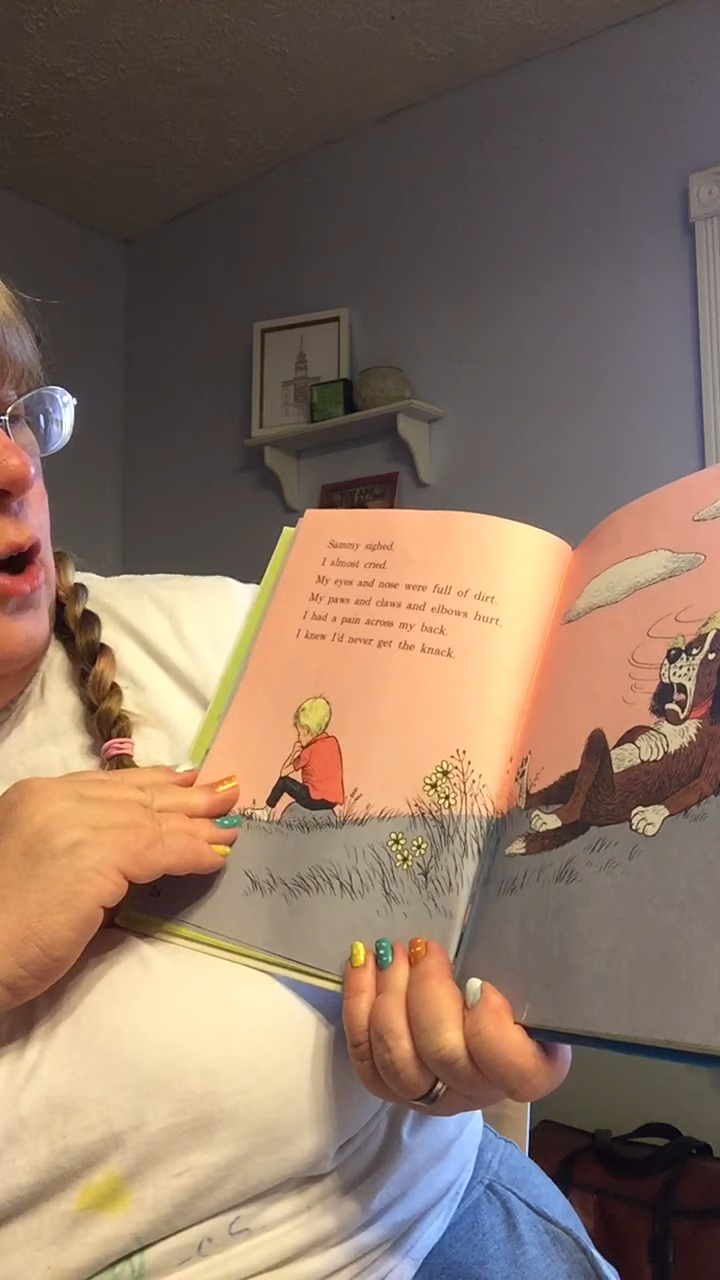 Sammy sighed.
I almost cried.
My eyes and nose were full of dirt.
My paws and claws and elbows hurt.
I had a pain across my back.
I knew I'd never get the knack.